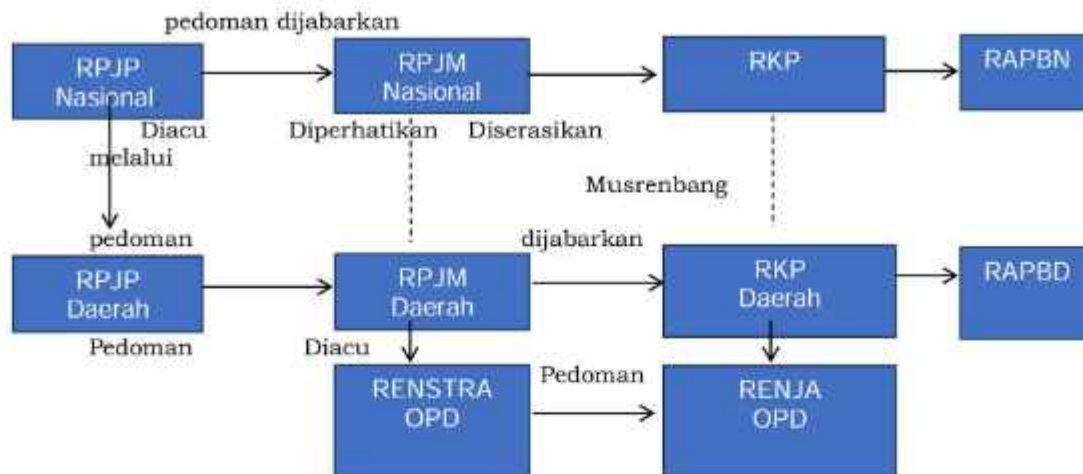 pedoman dijabarkan
RPJP
Nasional
RPJM
Nasional
RKP
RAPBN
Diacu
melalui
Diperhatikan
Diserasikan
Musrenbang
pedoman
dijabarkan
RPJP
Daerah
RPJM
Daerah
RKP
Daerah
RAPBD
Pedoman
Diacu
Pedoman
RENSTRA
OPD
RENJA
OPD